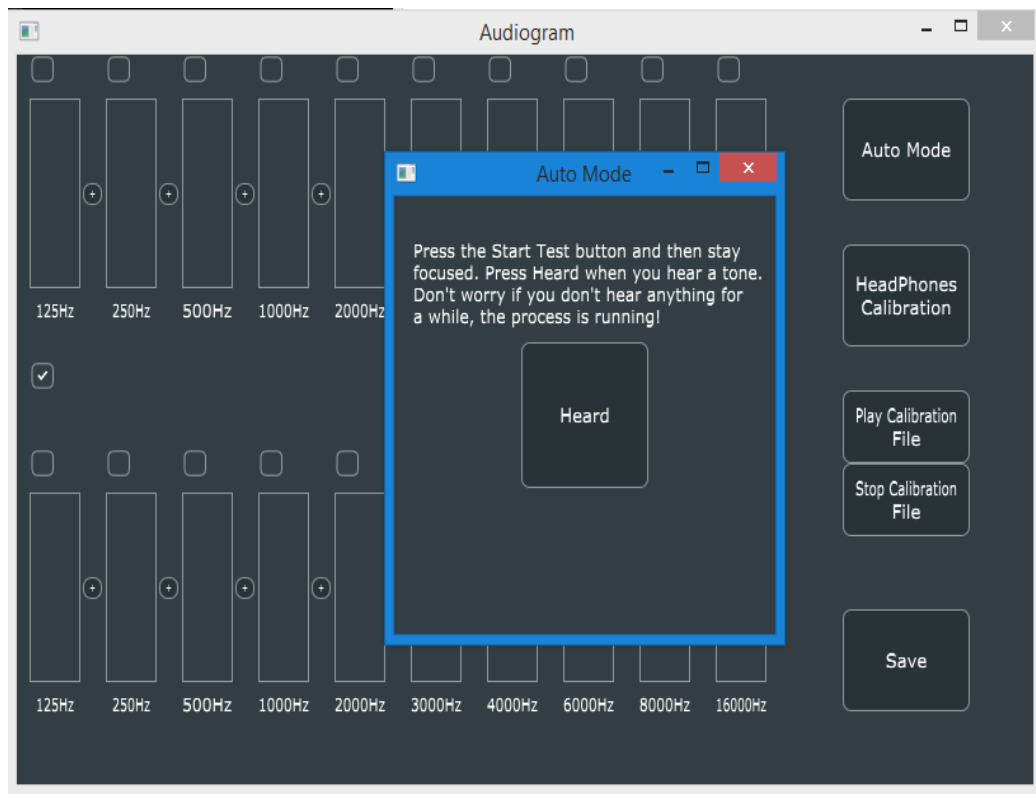 Audiogram
Auto Mode
Auto Mode
Press the Start Test button and then stay
focused. Press Heard when you hear a tone.
Don't worry if you don't hear anything for
a while, the process is running!
HeadPhones
Calibration
125Hz 250Hz 500Hz 1000Hz 2000Hz
Heard
Play Calibration
File
Stop Calibration
File
Save
125Hz 250Hz 500Hz 1000Hz 2000Hz 3000Hz 4000Hz 6000Hz 8000Hz 16000Hz